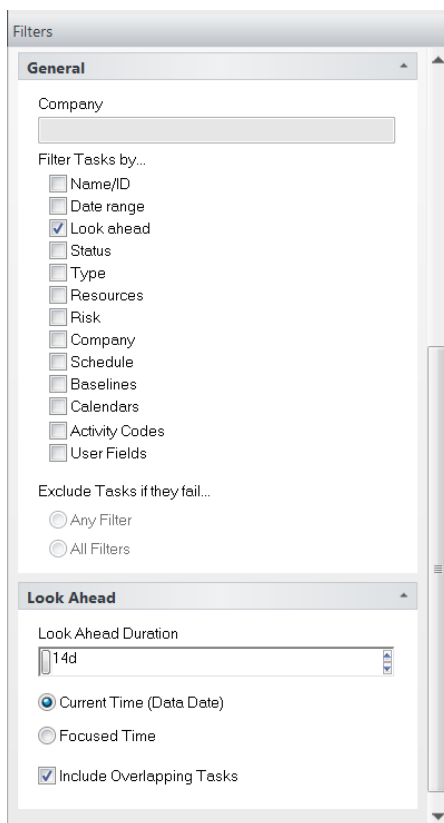 Filters
General
Company
Filter Tasks by...
Name/ID
Date range
Look ahead
Status
Type
Resources
Risk
Company
Schedule
Baselines
Calendars
Activity Codes
User Fields
Exclude Tasks if they fail...
Any Filter
All Filters
Look Ahead
Look Ahead Duration
14d
Current Time (Data Date)
Focused Time
Include Overlapping Tasks